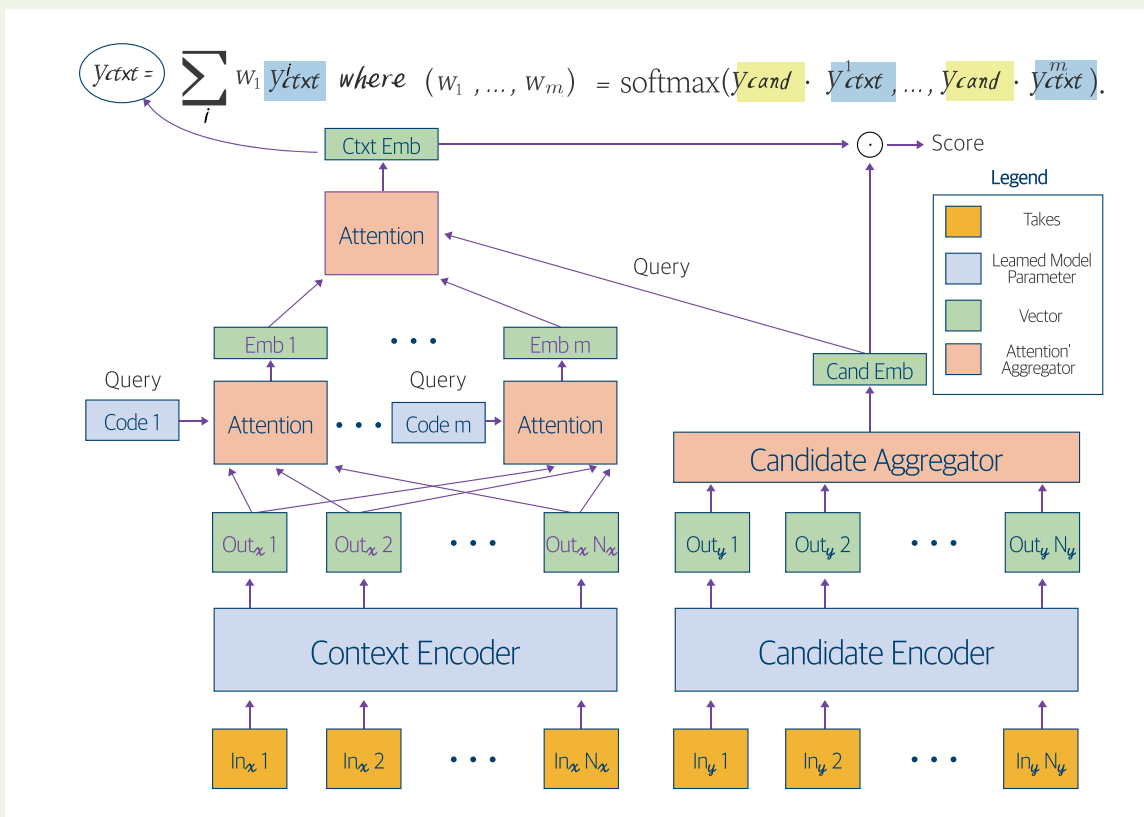 y_ctxt = ∑_i w_1 y^i_ctxt where (w_1 , ..., w_m) = softmax(y_cand · y^1_ctxt , ..., y_cand · y^m_ctxt).
Ctxt Emb
Score
Legend
Takes
Learned Model
Parameter
Vector
Attention'
Aggregator
Attention
Query
Emb 1
• • •
Emb m
Cand Emb
Query
Query
Code 1
Attention
• • •
Code m
Attention
Candidate Aggregator
Out_x 1
Out_x 2
• • •
Out_x N_x
Out_y 1
Out_y 2
• • •
Out_y N_y
Context Encoder
Candidate Encoder
In_x 1
In_x 2
• • •
In_x N_x
In_y 1
In_y 2
• • •
In_y N_y